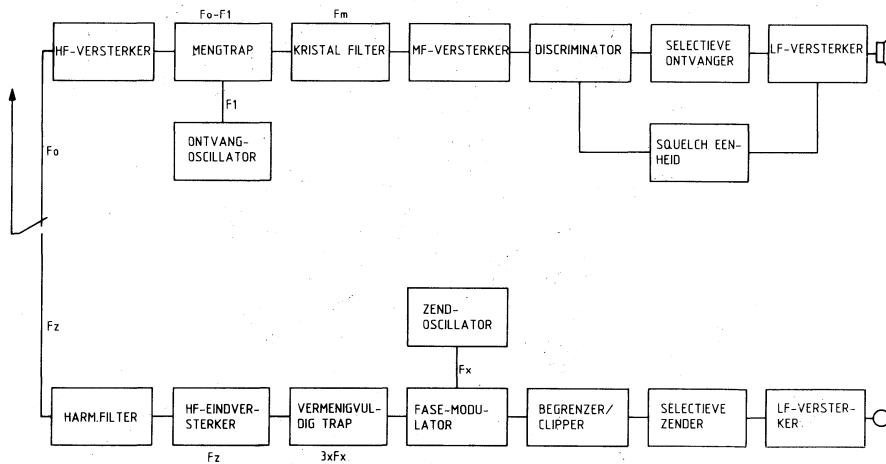 Fo-F1
Fm
HF-VERSTERKER
MENGTRAP.
KRISTAL FILTER
MF-VERSTERKER
DISCRIMINATOR
SELECTIEVE
ONTVANGER
LF-VERSTERKER
F1
ONTVANG-
OSCILLATOR
Fo
SQUELCH EEN-
HEID
ZEND-
OSCILLATOR
Fz
Fx
HARM.FILTER
HF-EINDVER-
STERKER
VERMENIGVUL-
DIG TRAP
FASE-MODU-
LATOR
BEGRENZER/
CLIPPER
SELECTIEVE
ZENDER
LF-VERSTER-
KER
Fz
3xFx